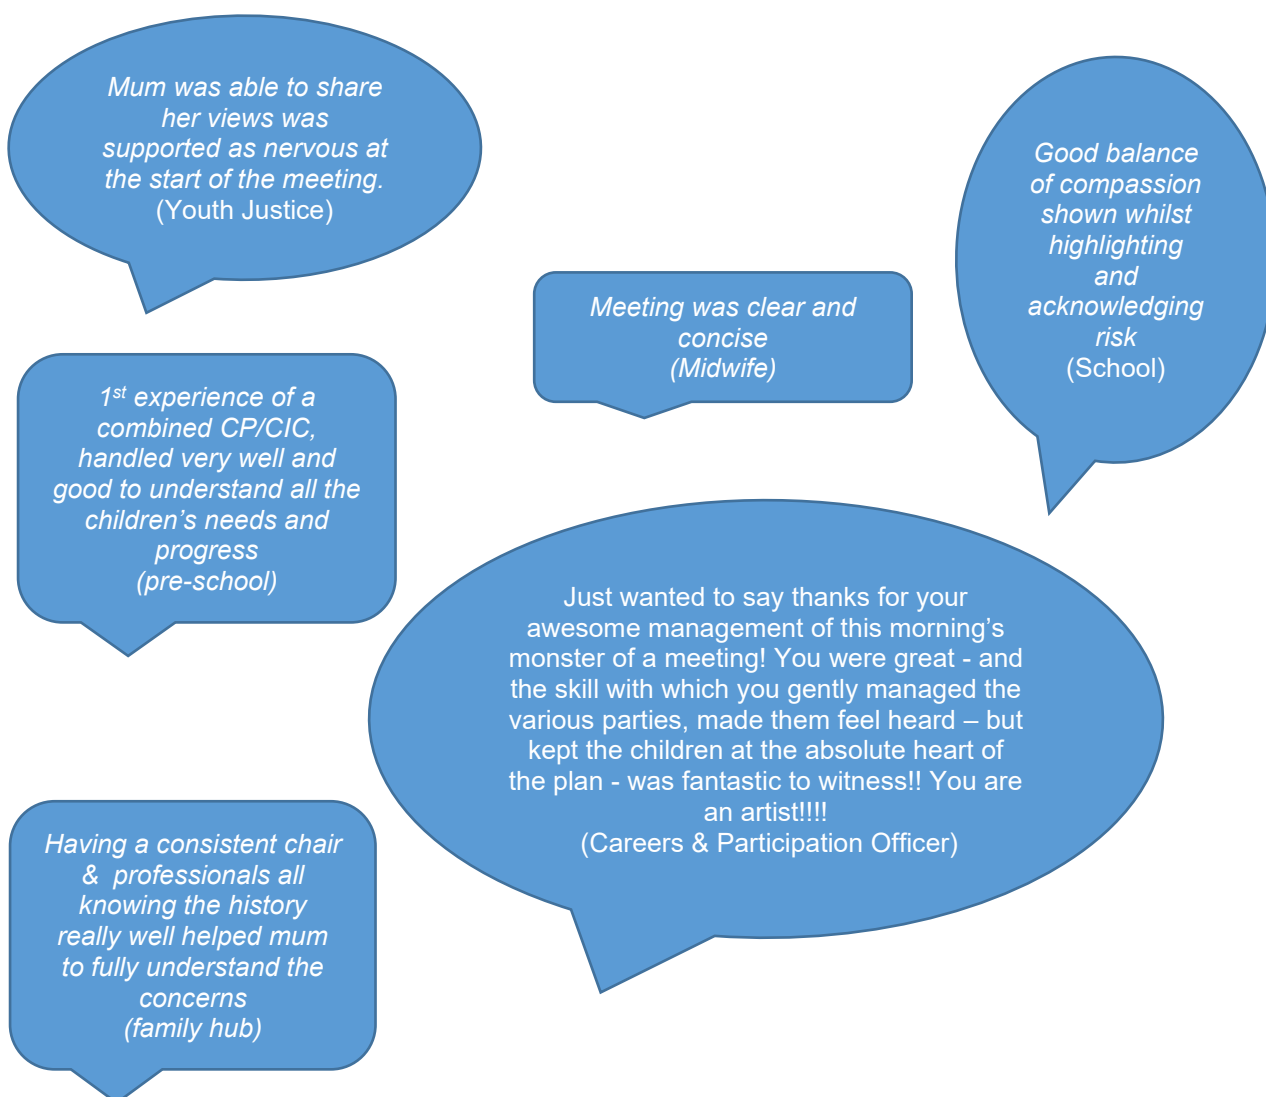 Mum was able to share
her views was
supported as nervous at
the start of the meeting.
(Youth Justice)
Good balance
of compassion
shown whilst
highlighting
and
acknowledging
risk
(School)
Meeting was clear and
concise
(Midwife)
1st experience of a
combined CP/CIC,
handled very well and
good to understand all the
children’s needs and
progress
(pre-school)
Just wanted to say thanks for your
awesome management of this morning’s
monster of a meeting! You were great - and
the skill with which you gently managed the
various parties, made them feel heard – but
kept the children at the absolute heart of
the plan - was fantastic to witness!! You are
an artist!!!!
(Careers & Participation Officer)
Having a consistent chair
& professionals all
knowing the history
really well helped mum
to fully understand the
concerns
(family hub)